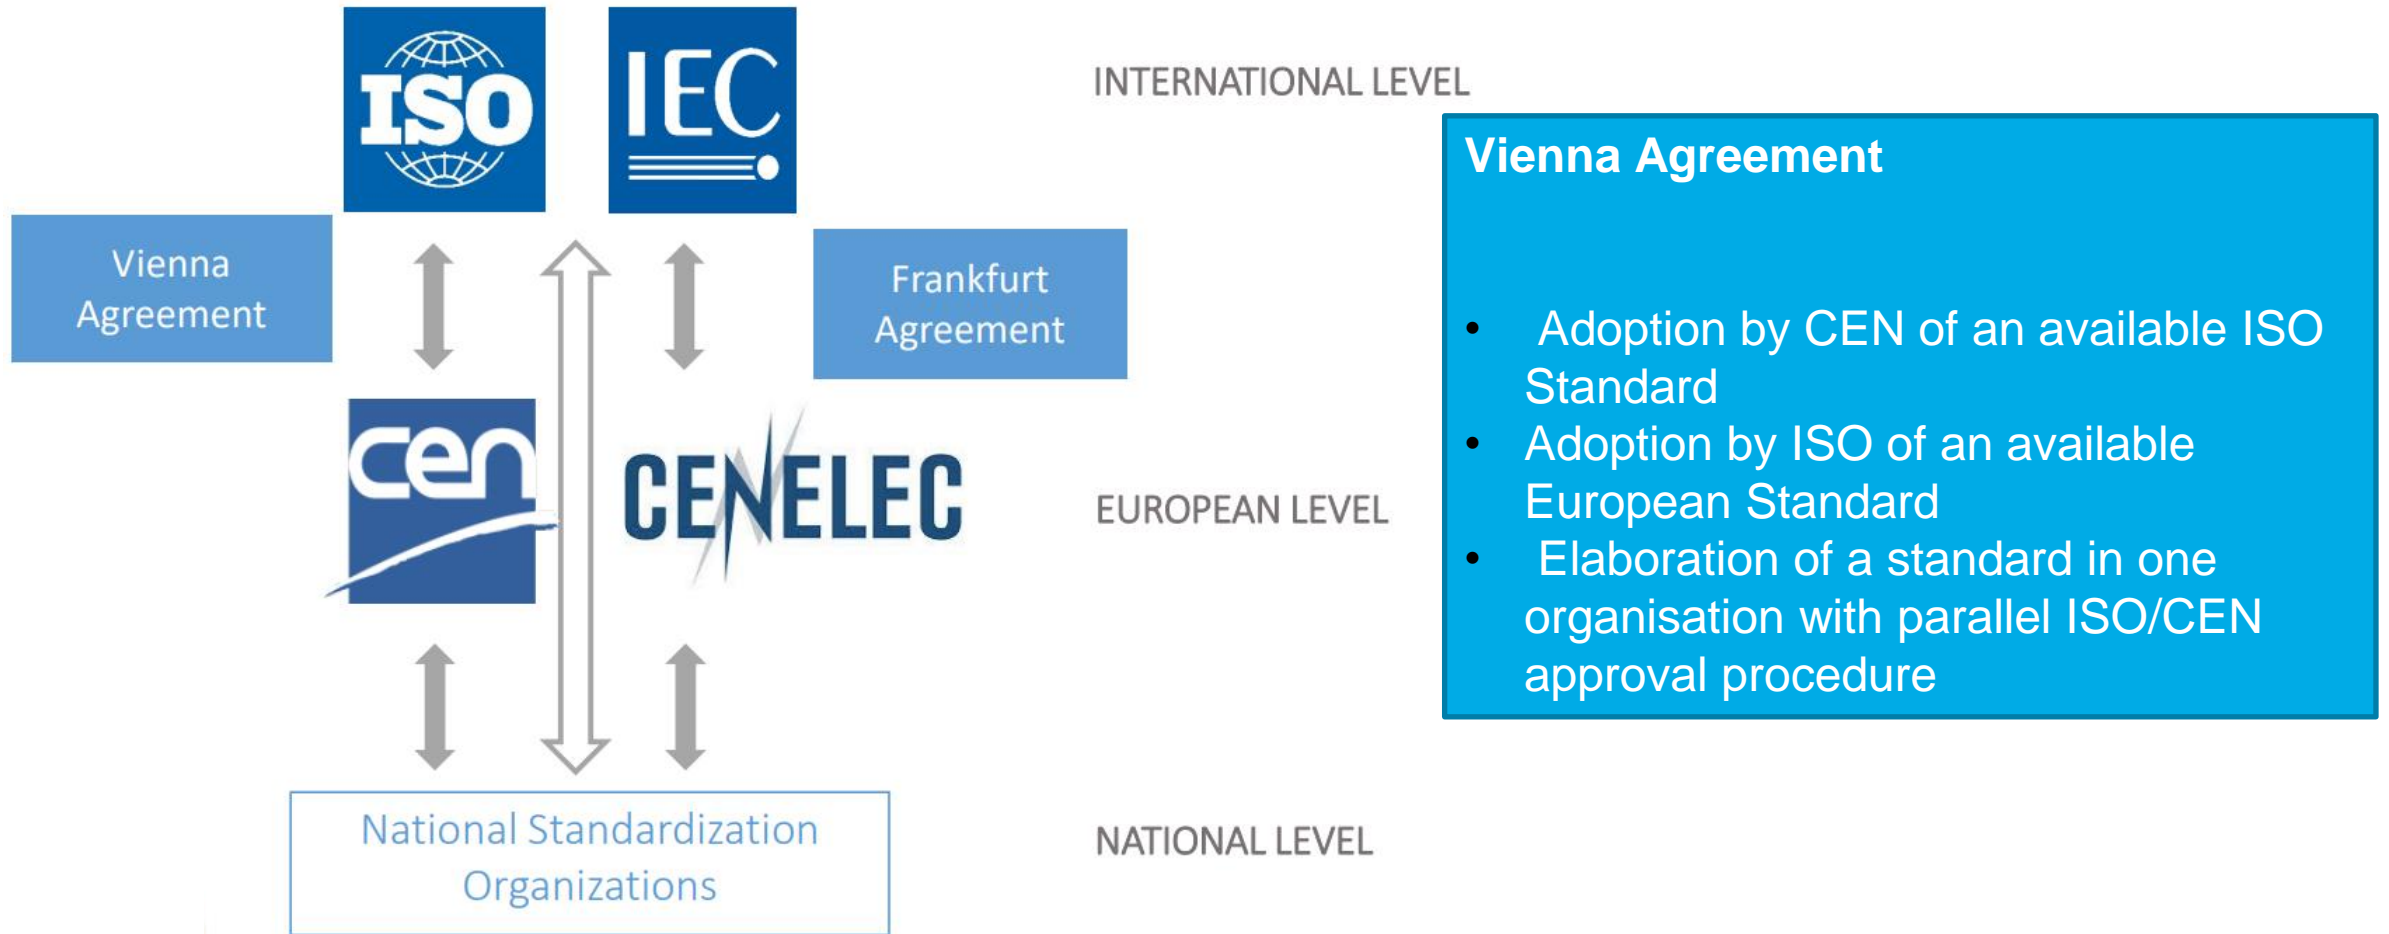 ISO
IEC
INTERNATIONAL LEVEL
Vienna
Agreement
Frankfurt
Agreement
cen
CENELEC
EUROPEAN LEVEL
National Standardization
Organizations
NATIONAL LEVEL
Vienna Agreement
• Adoption by CEN of an available ISO
Standard
• Adoption by ISO of an available
European Standard
• Elaboration of a standard in one
organisation with parallel ISO/CEN
approval procedure